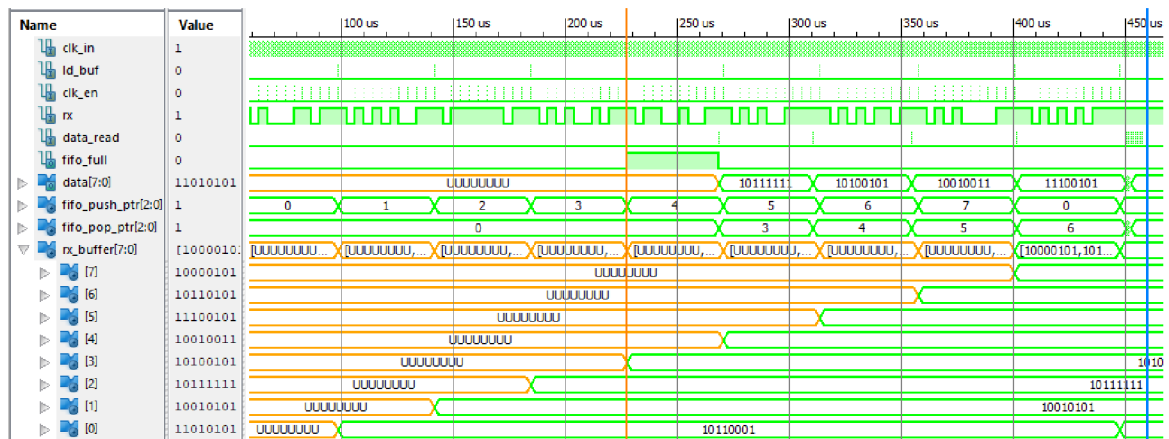 Name Value 100 us 150 us 200 us 250 us 300 us 350 us 400 us 450 us
clk_in 1
ld_buf 0
clk_en 0
rx 1
data_read 0
fifo_full 0
data[7:0] 11010101 UUUUUUUU 10111111 10100101 10010011 11100101
fifo_push_ptr[2:0] 1 0 1 2 3 4 5 6 7 0
fifo_pop_ptr[2:0] 1 0 3 4 5 6
rx_buffer[7:0] [10000101: [UUUUUUUU ... [UUUUUUUU,... [UUUUUUUU,... [UUUUUUUU,... [UUUUUUUU,... [UUUUUUUU,... [UUUUUUUU,... [UUUUUUUU,... [10000101,101...
[7] 10000101 UUUUUUUU
[6] 10110101 UUUUUUUU
[5] 11100101 UUUUUUUU
[4] 10010011 UUUUUUUU
[3] 10100101 UUUUUUUU 1010
[2] 10111111 UUUUUUUU 10111111
[1] 10010101 UUUUUUUU 10010101
[0] 11010101 UUUUUUUU 10110001